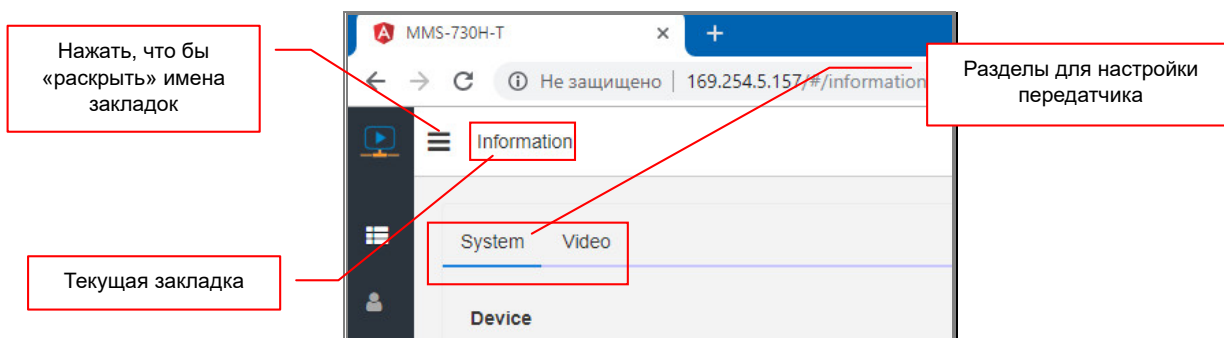 Нажать, что бы
«раскрыть» имена
закладок
MMS-730H-T
Не защищено | 169.254.5.157/#/information
Разделы для настройки
передатчика
Information
System Video
Текущая закладка
Device